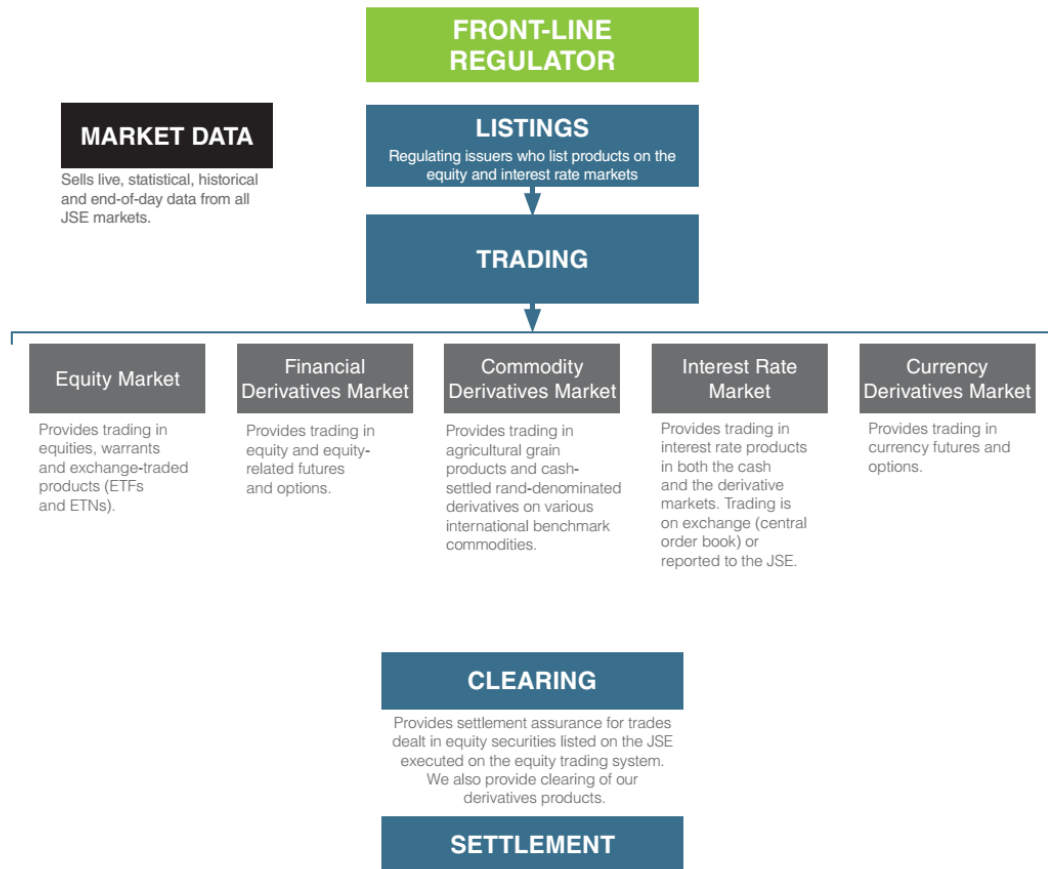 FRONT-LINE
REGULATOR
MARKET DATA
Sells live, statistical, historical
and end-of-day data from all
JSE markets.
LISTINGS
Regulating issuers who list products on the
equity and interest rate markets
TRADING
Equity Market
Provides trading in
equities, warrants
and exchange-traded
products (ETFs
and ETNs).
Financial
Derivatives Market
Provides trading in
equity and equity-
related futures
and options.
Commodity
Derivatives Market
Provides trading in
agricultural grain
products and cash-
settled rand-denominated
derivatives on various
international benchmark
commodities.
Interest Rate
Market
Provides trading in
interest rate products
in both the cash
and the derivative
markets. Trading is
on exchange (central
order book) or
reported to the JSE.
Currency
Derivatives Market
Provides trading in
currency futures and
options.
CLEARING
Provides settlement assurance for trades
dealt in equity securities listed on the JSE
executed on the equity trading system.
We also provide clearing of our
derivatives products.
SETTLEMENT